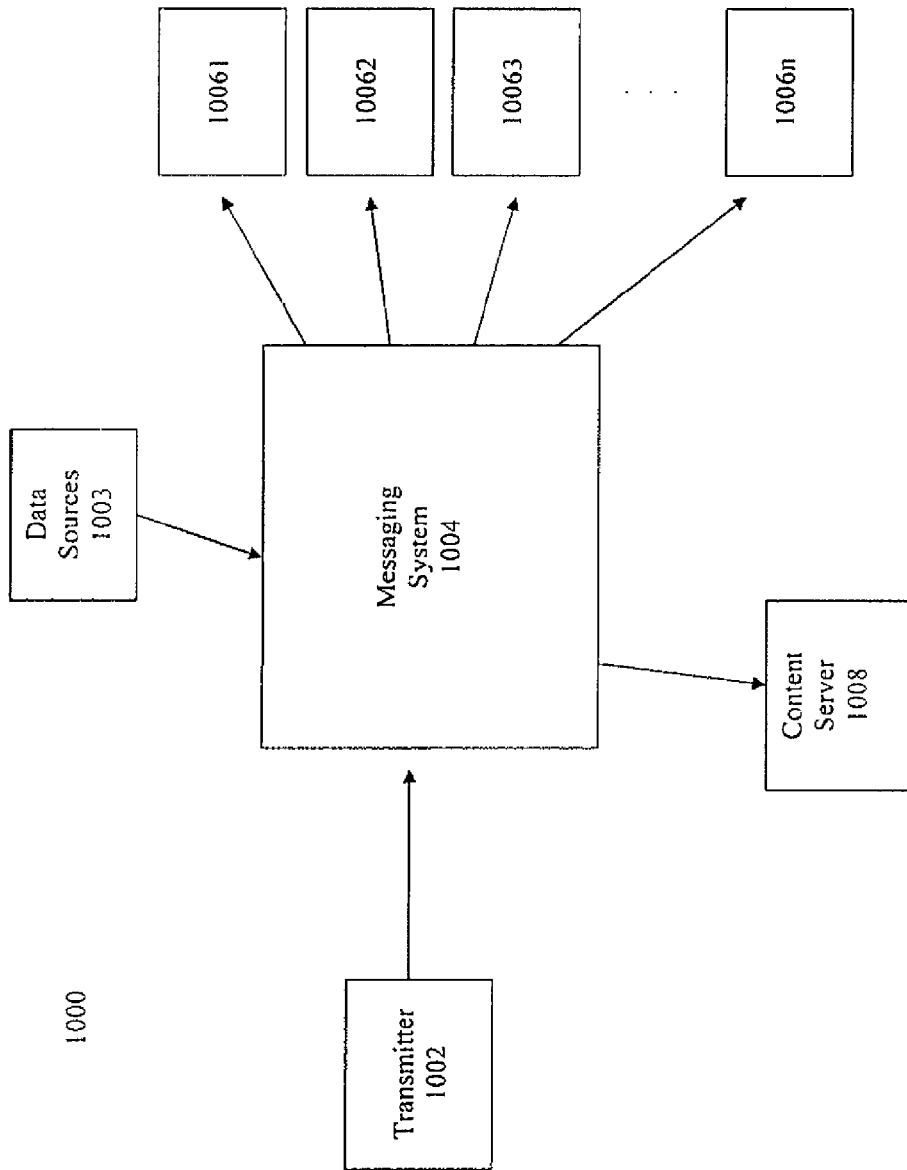 1000
Data
Sources
1003
Transmitter
1002
Messaging
System
1004
Content
Server
1008
10061
10062
10063
. . .
1006n